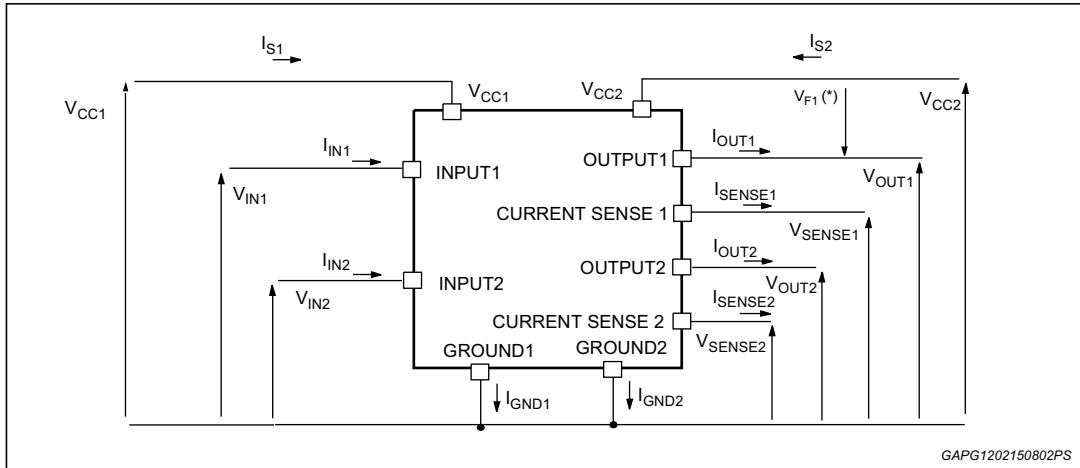 I_S1
I_S2
V_CC1
V_CC1
V_CC2
V_F1 (*)
V_CC2
I_IN1
INPUT1
V_IN1
OUTPUT1
I_OUT1
V_OUT1
CURRENT SENSE 1
I_SENSE1
V_SENSE1
I_IN2
INPUT2
V_IN2
OUTPUT2
I_OUT2
V_OUT2
CURRENT SENSE 2
I_SENSE2
V_SENSE2
GROUND1
GROUND2
I_GND1
I_GND2
GAPG1202150802PS